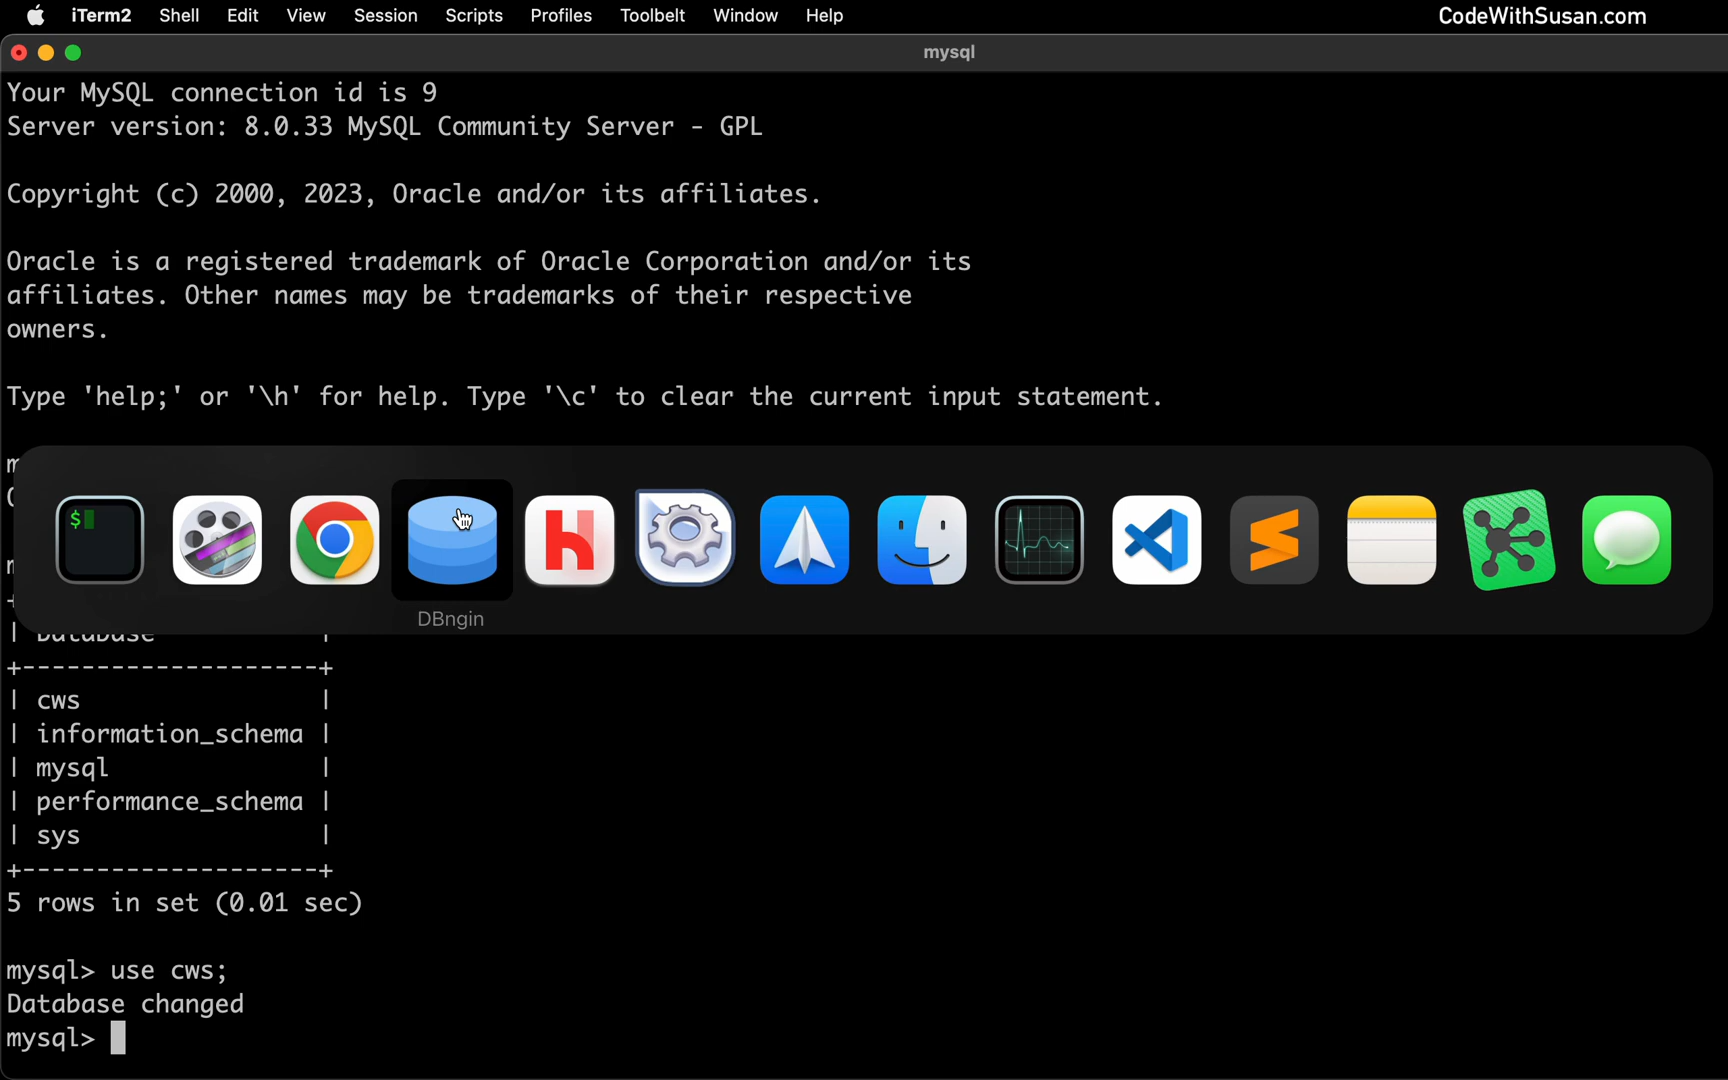 iTerm2 Shell Edit View Session Scripts Profiles Toolbelt Window Help CodeWithSusan.com
mysql
Your MySQL connection id is 9
Server version: 8.0.33 MySQL Community Server - GPL
Copyright (c) 2000, 2023, Oracle and/or its affiliates.
Oracle is a registered trademark of Oracle Corporation and/or its
affiliates. Other names may be trademarks of their respective
owners.
Type 'help;' or '\h' for help. Type '\c' to clear the current input statement.
$
DBngin
| Database |
+--------------------+
| cws |
| information_schema |
| mysql |
| performance_schema |
| sys |
+--------------------+
5 rows in set (0.01 sec)
mysql> use cws;
Database changed
mysql>